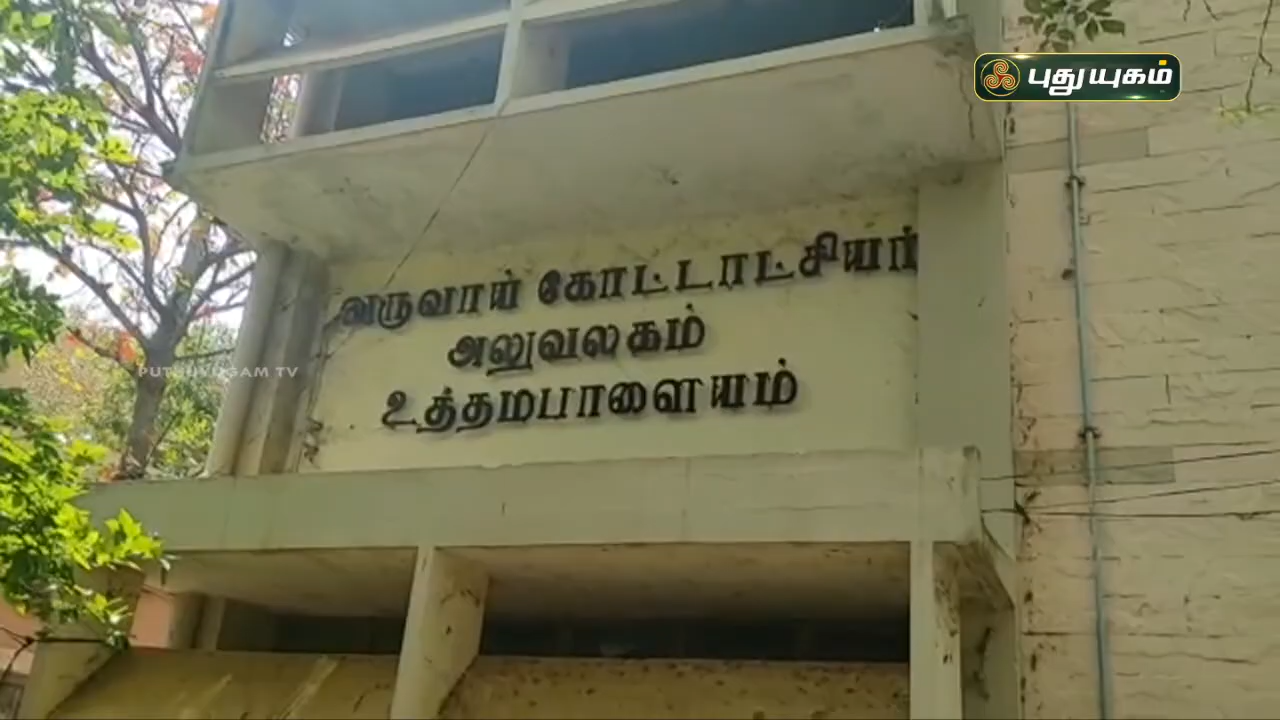 புதுயுகம்
வருவாய் கோட்டாட்சியர்
அலுவலகம்
PUTHUYUGAM TV
உத்தமபாளையம்